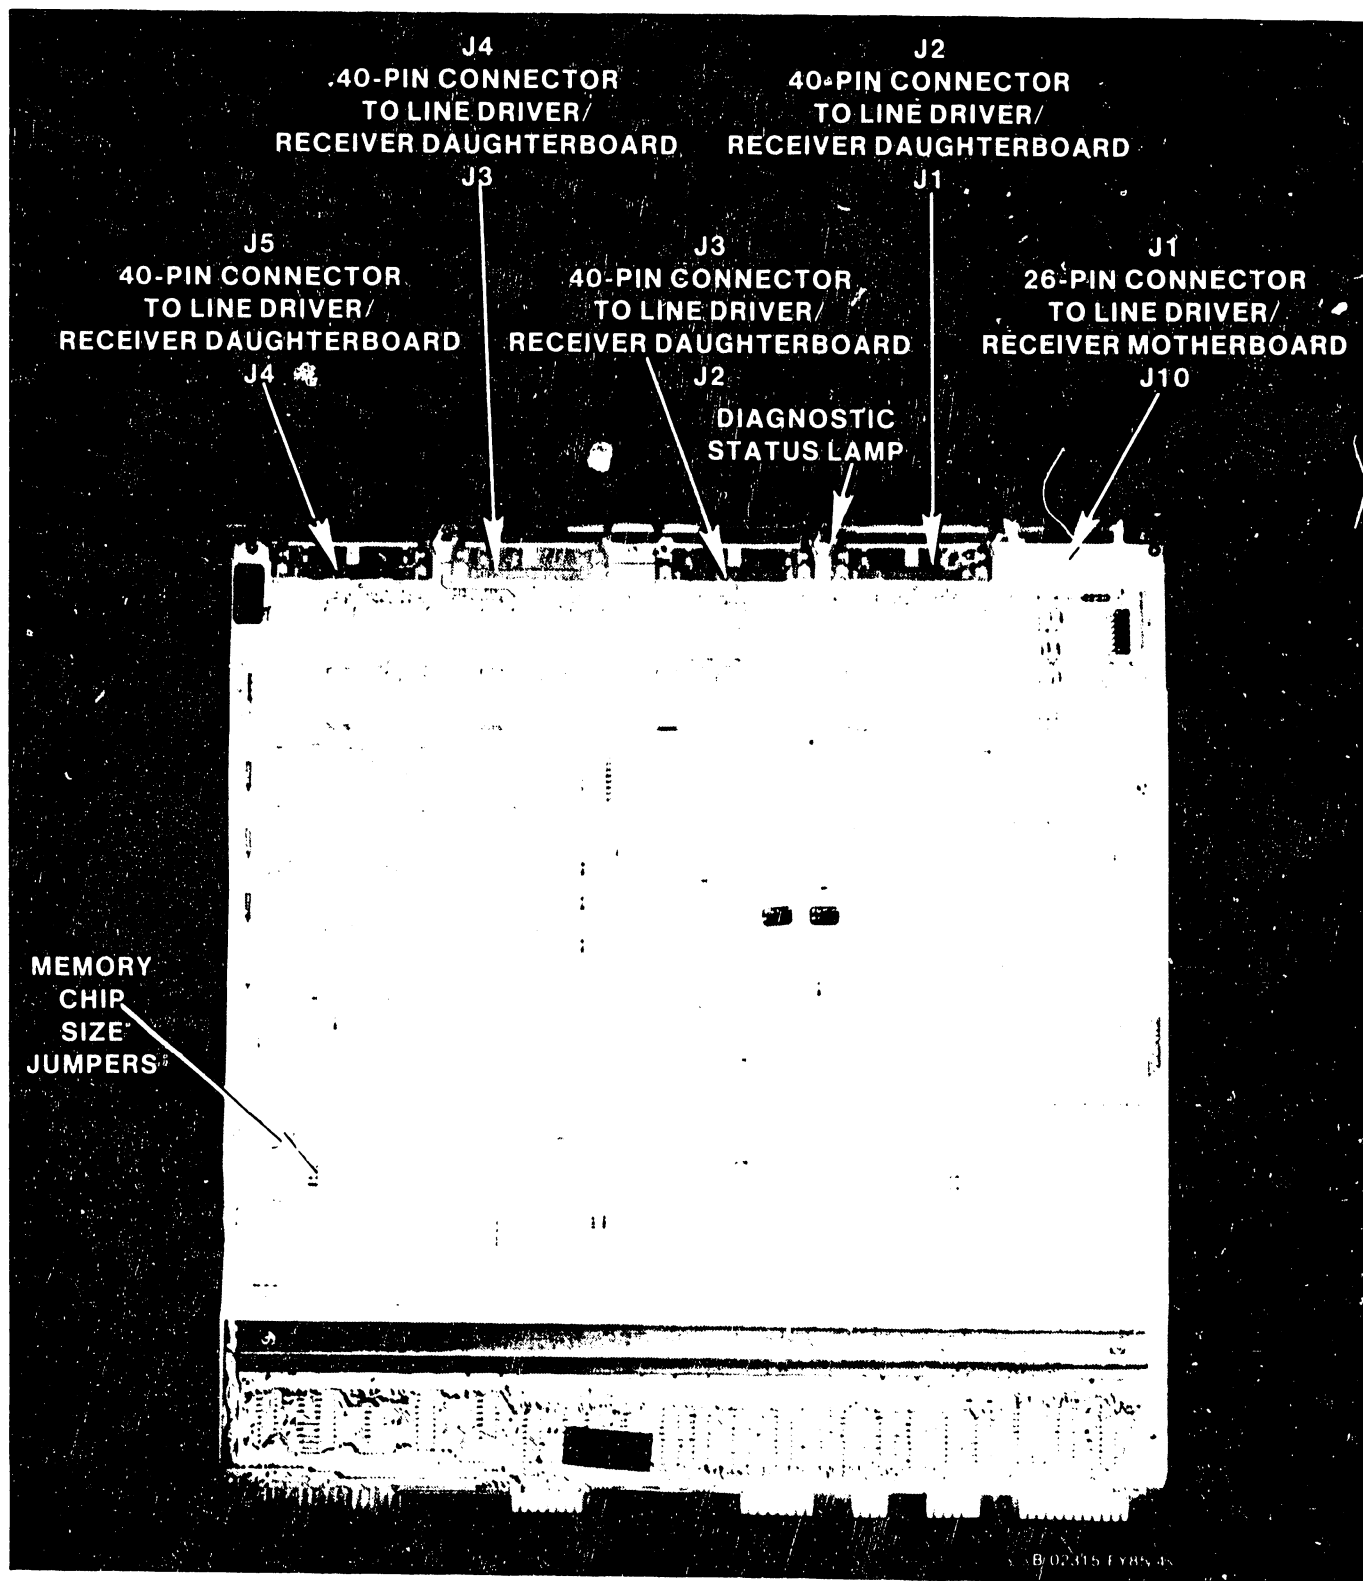 J4
40-PIN CONNECTOR
TO LINE DRIVER/
RECEIVER DAUGHTERBOARD
J3
J2
40-PIN CONNECTOR
TO LINE DRIVER/
RECEIVER DAUGHTERBOARD
J1
J5
40-PIN CONNECTOR
TO LINE DRIVER/
RECEIVER DAUGHTERBOARD
J4
J3
40-PIN CONNECTOR
TO LINE DRIVER/
RECEIVER DAUGHTERBOARD
J2
J1
26-PIN CONNECTOR
TO LINE DRIVER/
RECEIVER MOTHERBOARD
J10
DIAGNOSTIC
STATUS LAMP
MEMORY
CHIP
SIZE
JUMPERS
B-02315-FY85-4